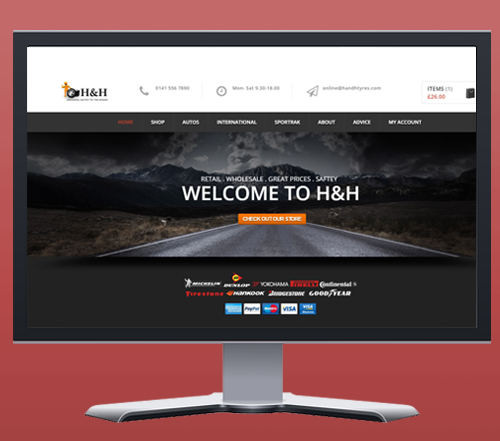 H&H
0141 556 7890
Mon- Sat 9.30-18.00
online@handhtyres.com
ITEMS (1)
£26.00
HOME SHOP AUTOS INTERNATIONAL SPORTRAK ABOUT ADVICE MY ACCOUNT
RETAIL . WHOLESALE . GREAT PRICES . SAFTEY
WELCOME TO H&H
CHECK OUT OUR STORE
MICHELIN DUNLOP YOKOHAMA PIRELLI Continental
Firestone HANKOOK BRIDGESTONE GOODYEAR
PayPal VISA VISA